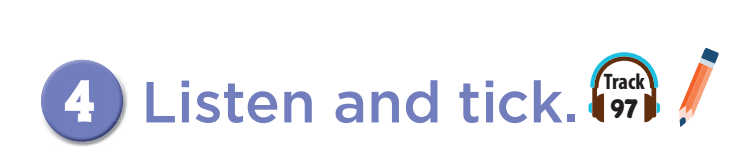 4 Listen and tick. Track
97